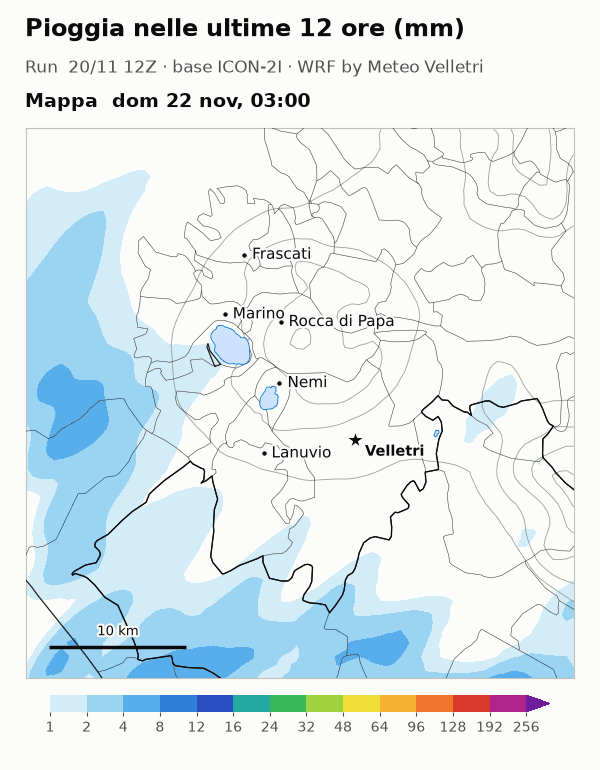 Pioggia nelle ultime 12 ore (mm)
Run  20/11 12Z · base ICON-2I · WRF by Meteo Velletri
Mappa  dom 22 nov, 03:00
Frascati
Marino
Rocca di Papa
Nemi
Velletri
Lanuvio
10 km
1 2 4 8 12 16 24 32 48 64 96 128 192 256